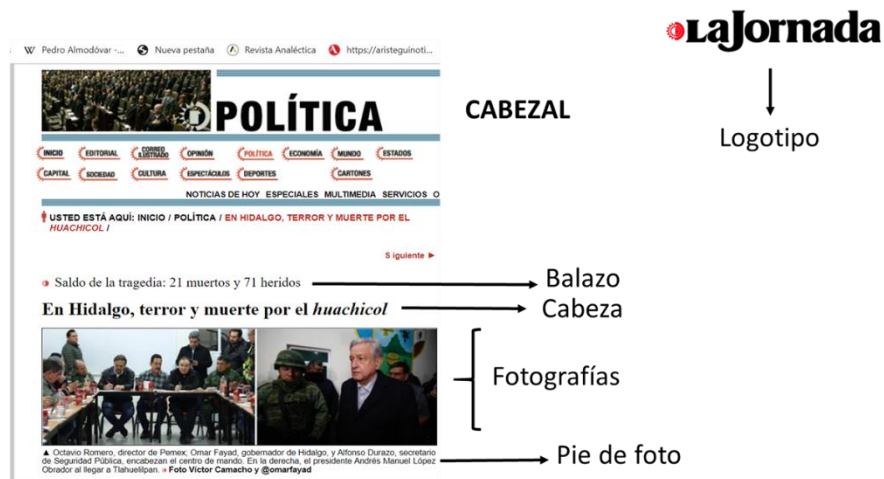 LaJornada
Logotipo
W Pedro Almodóvar -... Nueva pestaña Revista Analéctica https://aristeguinoti...
POLÍTICA
CABEZAL
INICIO EDITORIAL CORREO ILUSTRADO OPINIÓN POLÍTICA ECONOMÍA MUNDO ESTADOS
CAPITAL SOCIEDAD CULTURA ESPECTÁCULOS DEPORTES CARTONES
NOTICIAS DE HOY ESPECIALES MULTIMEDIA SERVICIOS O
USTED ESTÁ AQUÍ: INICIO / POLÍTICA / EN HIDALGO, TERROR Y MUERTE POR EL
HUACHICOL /
Siguiente ►
Saldo de la tragedia: 21 muertos y 71 heridos
Balazo
En Hidalgo, terror y muerte por el huachicol
Cabeza
Fotografías
▲ Octavio Romero, director de Pemex; Omar Fayad, gobernador de Hidalgo, y Alfonso Durazo, secretario
de Seguridad Pública, encabezan el centro de mando. En la derecha, el presidente Andrés Manuel López
Obrador al llegar a Tlahuelilpan. Foto Víctor Camacho y @omarfayad
Pie de foto